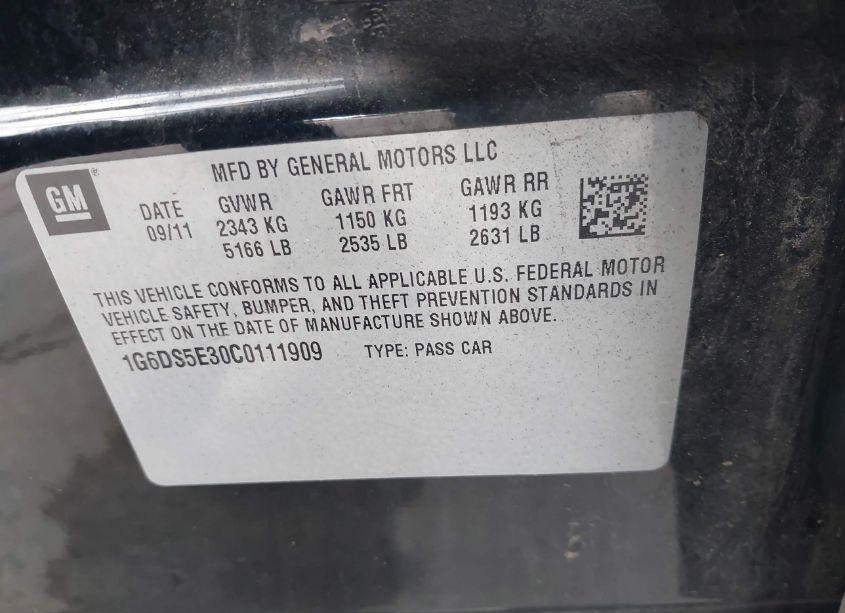 MFD BY GENERAL MOTORS LLC
GM®
DATE GVWR GAWR FRT GAWR RR
09/11 2343 KG 1150 KG 1193 KG
5166 LB 2535 LB 2631 LB
THIS VEHICLE CONFORMS TO ALL APPLICABLE U.S. FEDERAL MOTOR
VEHICLE SAFETY, BUMPER, AND THEFT PREVENTION STANDARDS IN
EFFECT ON THE DATE OF MANUFACTURE SHOWN ABOVE.
1G6DS5E30C0111909 TYPE: PASS CAR